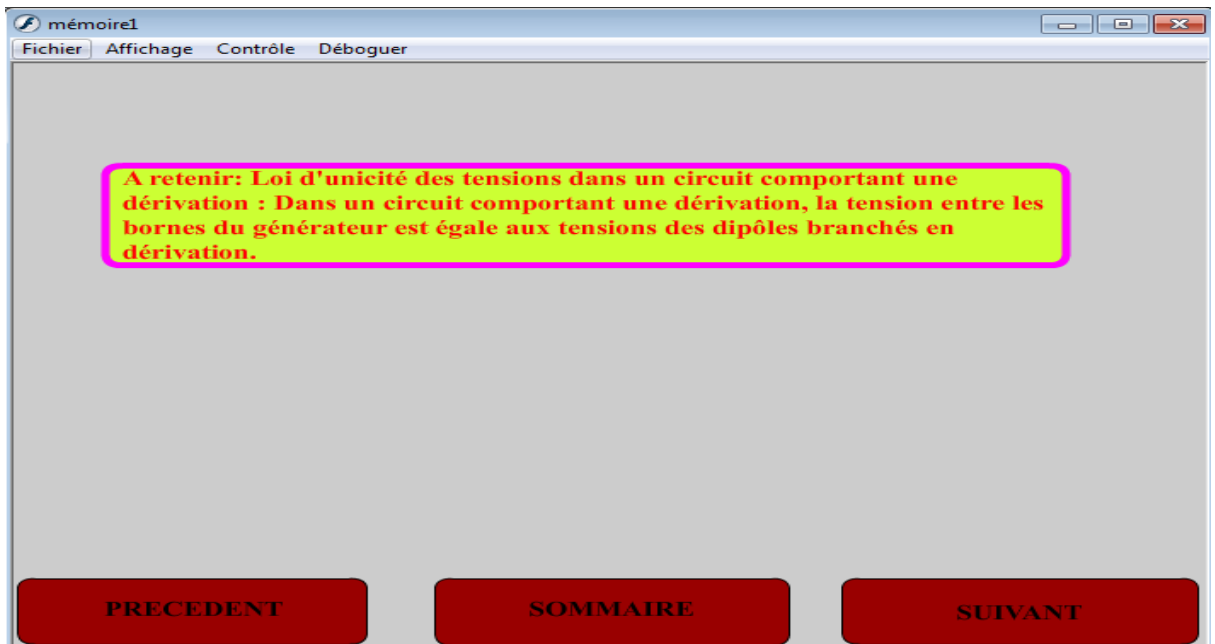 mémoire1
Fichier Affichage Contrôle Déboguer
A retenir: Loi d'unicité des tensions dans un circuit comportant une
dérivation : Dans un circuit comportant une dérivation, la tension entre les
bornes du générateur est égale aux tensions des dipôles branchés en
dérivation.
PRECEDENT SOMMAIRE SUIVANT